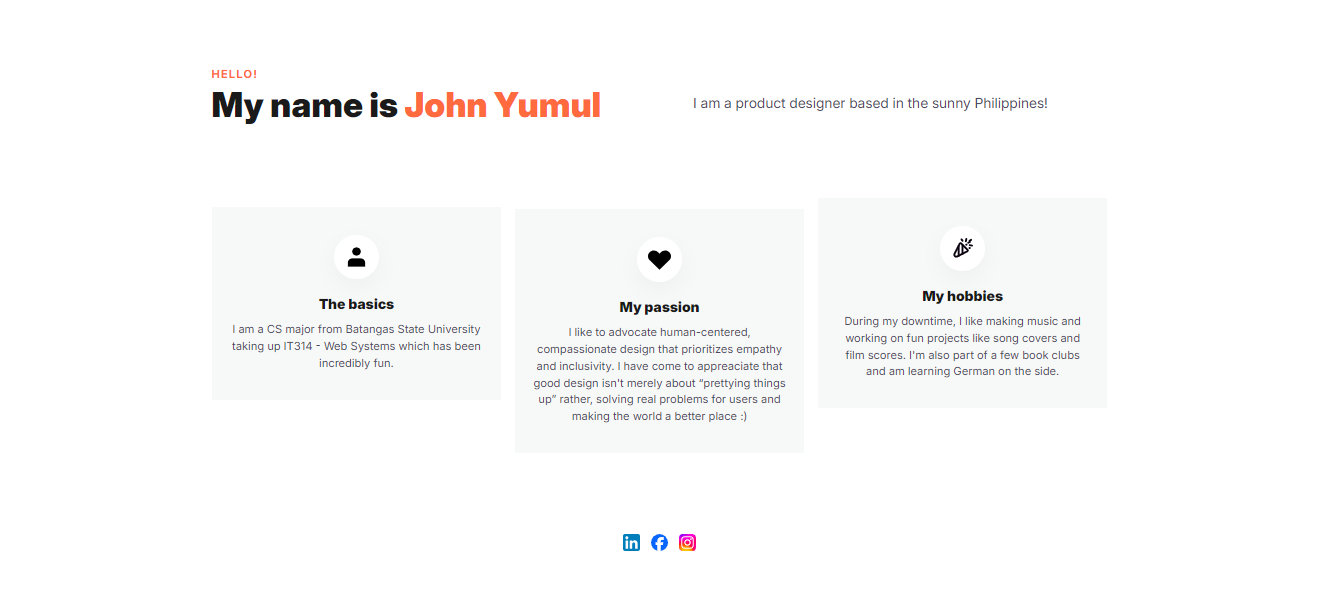 HELLO!
My name is John Yumul
I am a product designer based in the sunny Philippines!
The basics
I am a CS major from Batangas State University
taking up IT314 - Web Systems which has been
incredibly fun.
My passion
I like to advocate human-centered,
compassionate design that prioritizes empathy
and inclusivity. I have come to appreaciate that
good design isn't merely about “prettying things
up” rather, solving real problems for users and
making the world a better place :)
My hobbies
During my downtime, I like making music and
working on fun projects like song covers and
film scores. I'm also part of a few book clubs
and am learning German on the side.
in